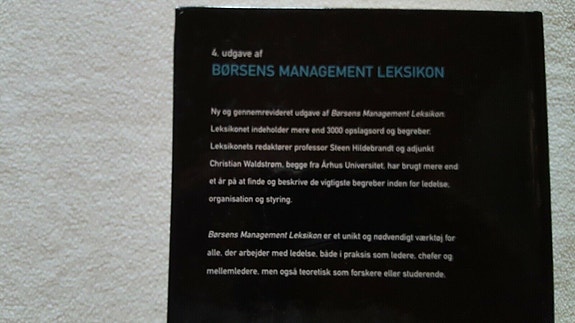 4. udgave af
BØRSENS MANAGEMENT LEKSIKON
Ny og gennemrevideret udgave af Børsens Management Leksikon.
Leksikonet indeholder mere end 3000 opslagsord og begreber.
Leksikonets redaktører professor Steen Hildebrandt og adjunkt
Christian Waldstrøm, begge fra Århus Universitet, har brugt mere end
et år på at finde og beskrive de vigtigste begreber inden for ledelse,
organisation og styring.
Børsens Management Leksikon er et unikt og nødvendigt værktøj for
alle, der arbejder med ledelse, både i praksis som ledere, chefer og
mellemledere, men også teoretisk som forskere eller studerende.